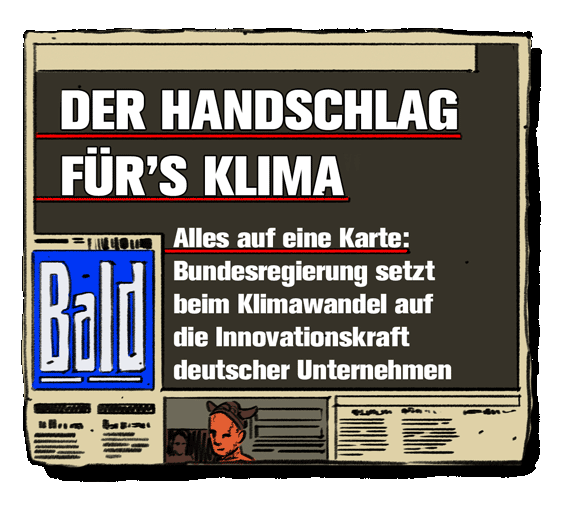 DER HANDSCHLAG
FÜR'S KLIMA
Alles auf eine Karte:
Bundesregierung setzt
beim Klimawandel auf
die Innovationskraft
deutscher Unternehmen
Bald